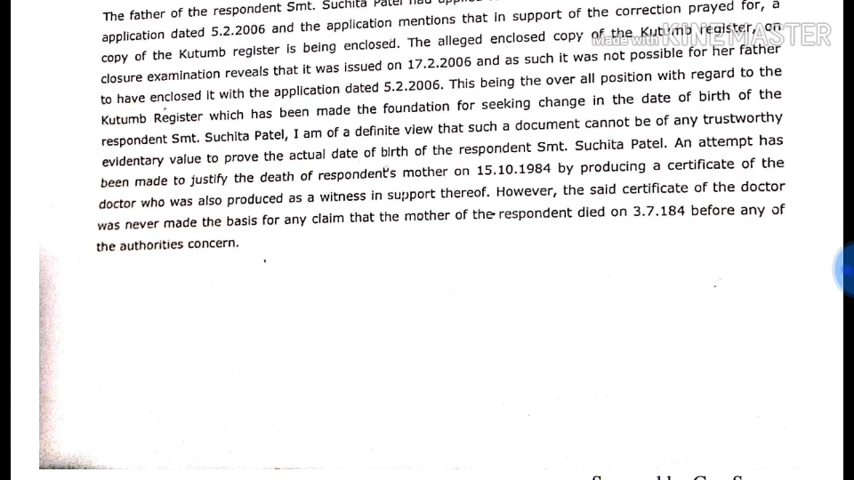 The father of the respondent Smt. Suchita Patel had
application dated 5.2.2006 and the application mentions that in support of the correction prayed for, a
copy of the Kutumb register is being enclosed. The alleged enclosed copy of the Kutumb register, on
Made with KINEMASTER
closure examination reveals that it was issued on 17.2.2006 and as such it was not possible for her father
to have enclosed it with the application dated 5.2.2006. This being the over all position with regard to the
Kutumb Register which has been made the foundation for seeking change in the date of birth of the
respondent Smt. Suchita Patel, I am of a definite view that such a document cannot be of any trustworthy
evidentary value to prove the actual date of birth of the respondent Smt. Suchita Patel. An attempt has
been made to justify the death of respondent's mother on 15.10.1984 by producing a certificate of the
doctor who was also produced as a witness in support thereof. However, the said certificate of the doctor
was never made the basis for any claim that the mother of the respondent died on 3.7.184 before any of
the authorities concern.